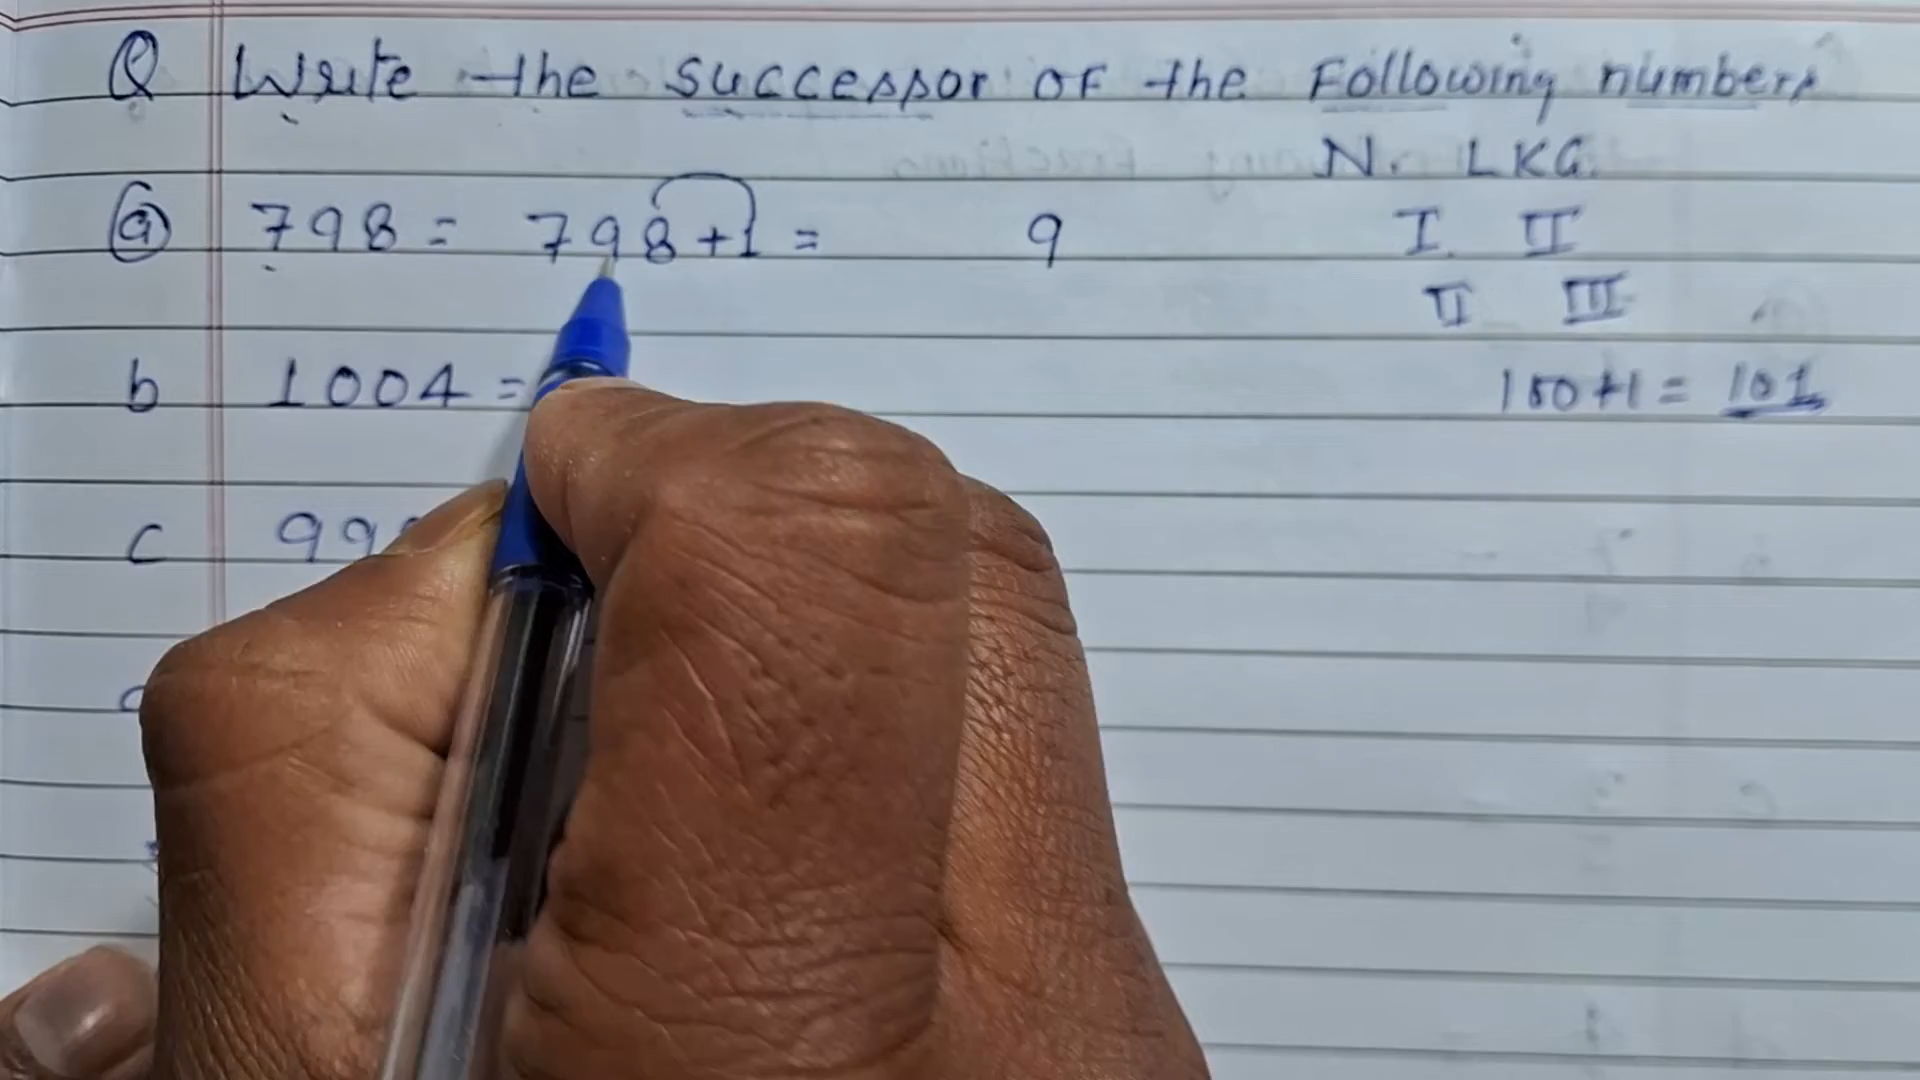 Q Write the successor of the Following numbers
N. LKG.
a 798 = 798+1 = 9
I II
II III
b 1004 =
100+1 = 101
c 99